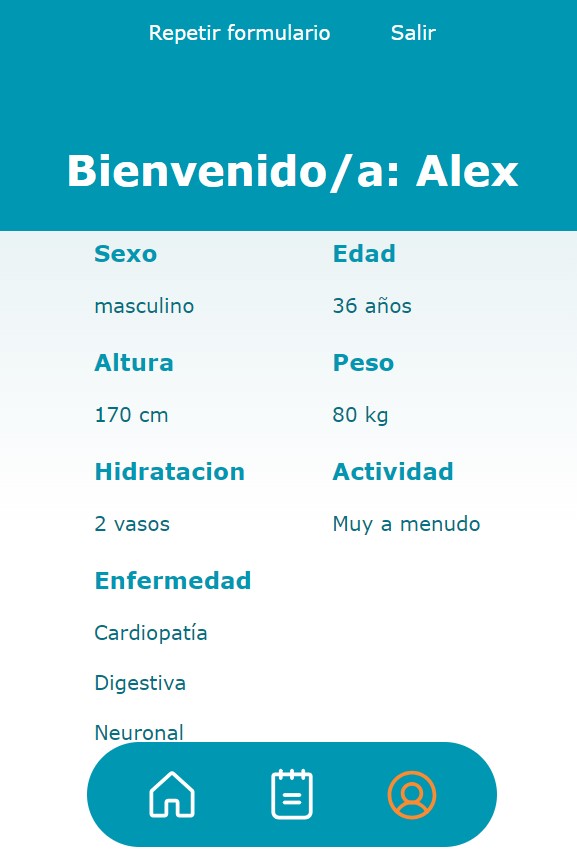 Repetir formulario Salir
Bienvenido/a: Alex
Sexo Edad
masculino 36 años
Altura Peso
170 cm 80 kg
Hidratacion Actividad
2 vasos Muy a menudo
Enfermedad
Cardiopatía
Digestiva
Neuronal